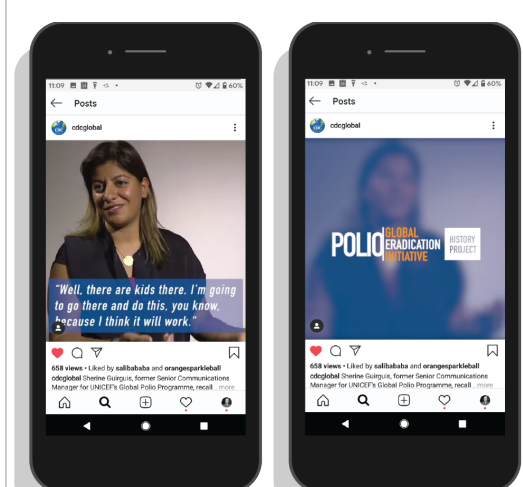 11:09
60%
Posts
cdcglobal
"Well, there are kids there. I'm going
to go there and do this, you know,
because I think it will work."
658 views • Liked by salibababa and orangesparkleball
cdcglobal Sherine Guirguis, former Senior Communications
Manager for UNICEF's Global Polio Programme, recall... more
11:09
60%
Posts
cdcglobal
POLIO
GLOBAL
ERADICATION
INITIATIVE
HISTORY
PROJECT
658 views • Liked by salibababa and orangesparkleball
cdcglobal Sherine Guirguis, former Senior Communications
Manager for UNICEF's Global Polio Programme, recall... more